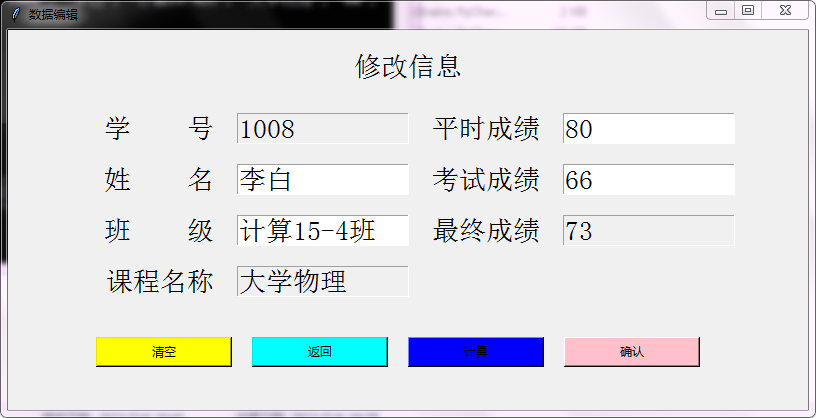 数据编辑
修改信息
学 号 1008 平时成绩 80
姓 名 李白 考试成绩 66
班 级 计算15-4班 最终成绩 73
课程名称 大学物理
清空 返回 计算 确认